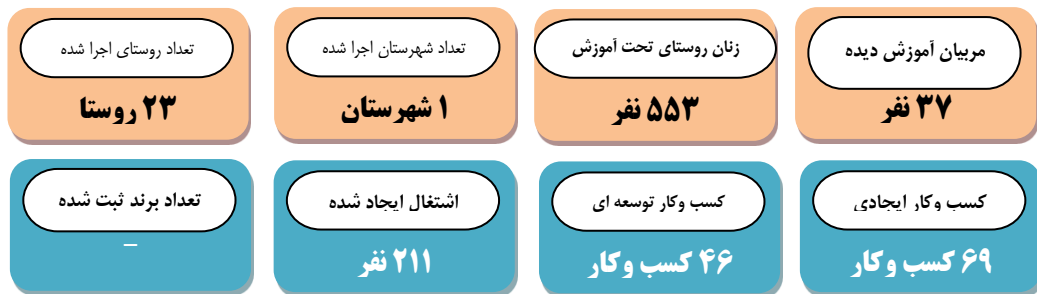 مربیان آموزش دیده
۳۷ نفر
زنان روستای تحت آموزش
۵۵۳ نفر
تعداد شهرستان اجرا شده
۱ شهرستان
تعداد روستای اجرا شده
۲۳ روستا
کسب وکار ایجادی
۶۹ کسب وکار
کسب وکار توسعه ای
۴۶ کسب وکار
اشتغال ایجاد شده
۲۱۱ نفر
تعداد برند ثبت شده
–